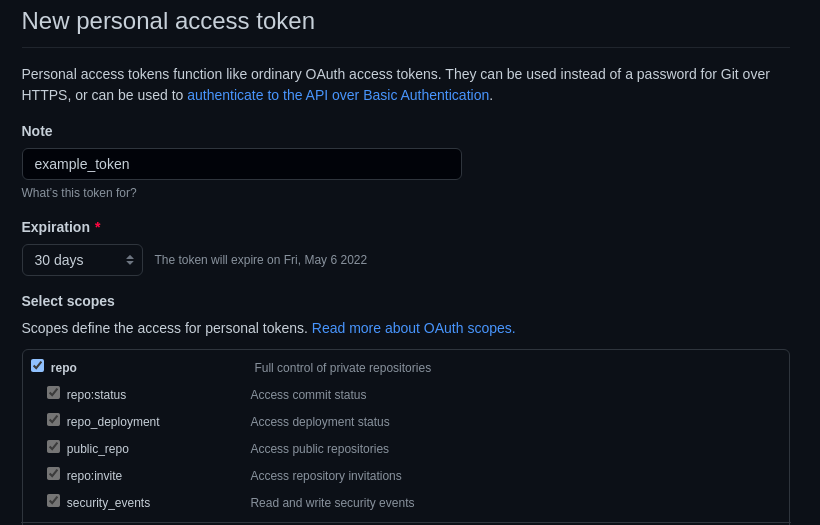 New personal access token
Personal access tokens function like ordinary OAuth access tokens. They can be used instead of a password for Git over
HTTPS, or can be used to authenticate to the API over Basic Authentication.
Note
example_token
What's this token for?
Expiration *
30 days The token will expire on Fri, May 6 2022
Select scopes
Scopes define the access for personal tokens. Read more about OAuth scopes.
repo Full control of private repositories
repo:status Access commit status
repo_deployment Access deployment status
public_repo Access public repositories
repo:invite Access repository invitations
security_events Read and write security events